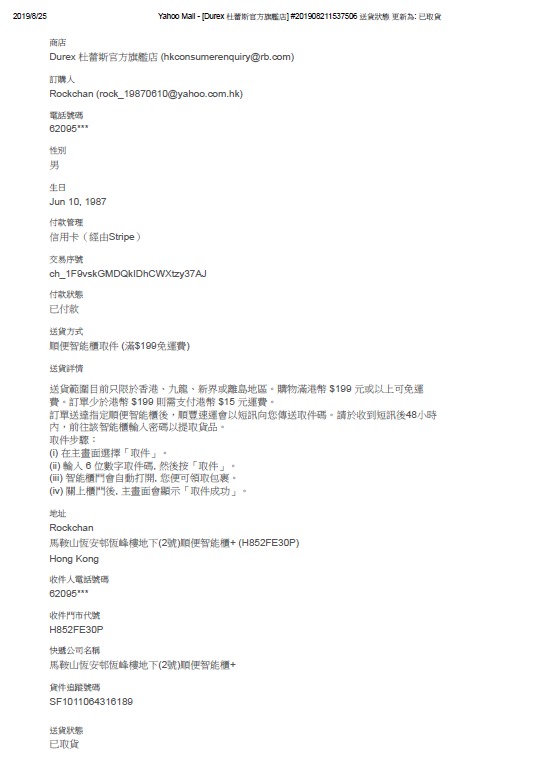 2019/8/25
Yahoo Mail - [Durex 杜蕾斯官方旗艦店] #201908211537506 送貨狀態 更新為: 已取貨
商店
Durex 杜蕾斯官方旗艦店 (hkconsumerenquiry@rb.com)
訂購人
Rockchan (rock_19870610@yahoo.com.hk)
電話號碼
62095***
性別
男
生日
Jun 10, 1987
付款管理
信用卡（經由Stripe）
交易序號
ch_1F9vskGMDQkIDhCWXtzy37AJ
付款狀態
已付款
送貨方式
順便智能櫃取件 (滿$199免運費)
送貨詳情
送貨範圍目前只限於香港、九龍、新界或離島地區。購物滿港幣 $199 元或以上可免運
費。訂單少於港幣 $199 則需支付港幣 $15 元運費。
訂單送達指定順便智能櫃後，順豐速運會以短訊向您傳送取件碼。請於收到短訊後48小時
內，前往該智能櫃輸入密碼以提取貨品。
取件步驟：
(i) 在主畫面選擇「取件」。
(ii) 輸入 6 位數字取件碼, 然後按「取件」。
(iii) 智能櫃門會自動打開, 您便可領取包裹。
(iv) 關上櫃門後, 主畫面會顯示「取件成功」。
地址
Rockchan
馬鞍山恆安邨恆峰樓地下(2號)順便智能櫃+ (H852FE30P)
Hong Kong
收件人電話號碼
62095***
收件門市代號
H852FE30P
快遞公司名稱
馬鞍山恆安邨恆峰樓地下(2號)順便智能櫃+
貨件追蹤號碼
SF1011064316189
送貨狀態
已取貨